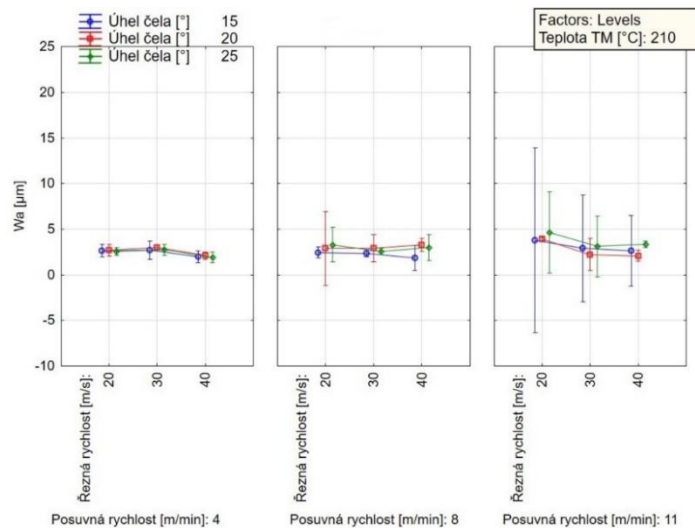 Úhel čela [°] 15
Úhel čela [°] 20
Úhel čela [°] 25
Factors: Levels
Teplota TM [°C]: 210
Wa [µm]
25
20
15
10
5
0
-5
-10
Řezná rychlost [m/s]:
20
30
40
Řezná rychlost [m/s]:
20
30
40
Řezná rychlost [m/s]:
20
30
40
Posuvná rychlost [m/min]: 4
Posuvná rychlost [m/min]: 8
Posuvná rychlost [m/min]: 11